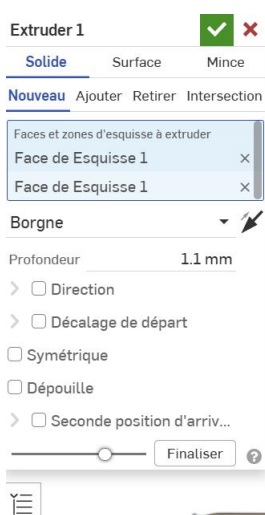 Extruder 1
Solide Surface Mince
Nouveau Ajouter Retirer Intersection
Faces et zones d'esquisse à extruder
Face de Esquisse 1
Face de Esquisse 1
Borgne
Profondeur 1.1 mm
Direction
Décalage de départ
Symétrique
Dépouille
Seconde position d'arriv...
Finaliser